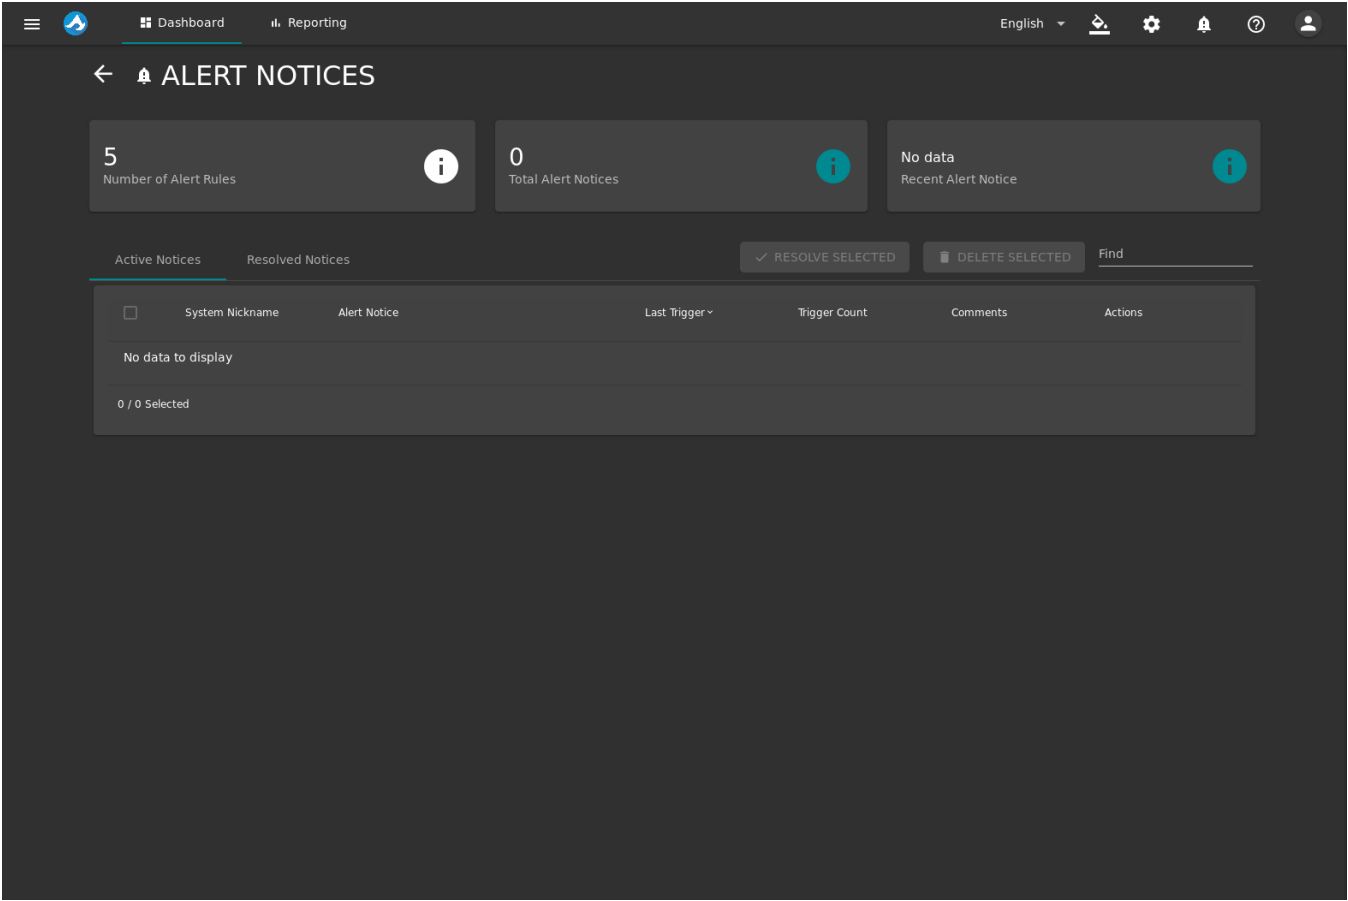 Dashboard
Reporting
English
ALERT NOTICES
5
Number of Alert Rules
0
Total Alert Notices
No data
Recent Alert Notice
Active Notices
Resolved Notices
RESOLVE SELECTED
DELETE SELECTED
Find
System Nickname
Alert Notice
Last Trigger
Trigger Count
Comments
Actions
No data to display
0 / 0 Selected